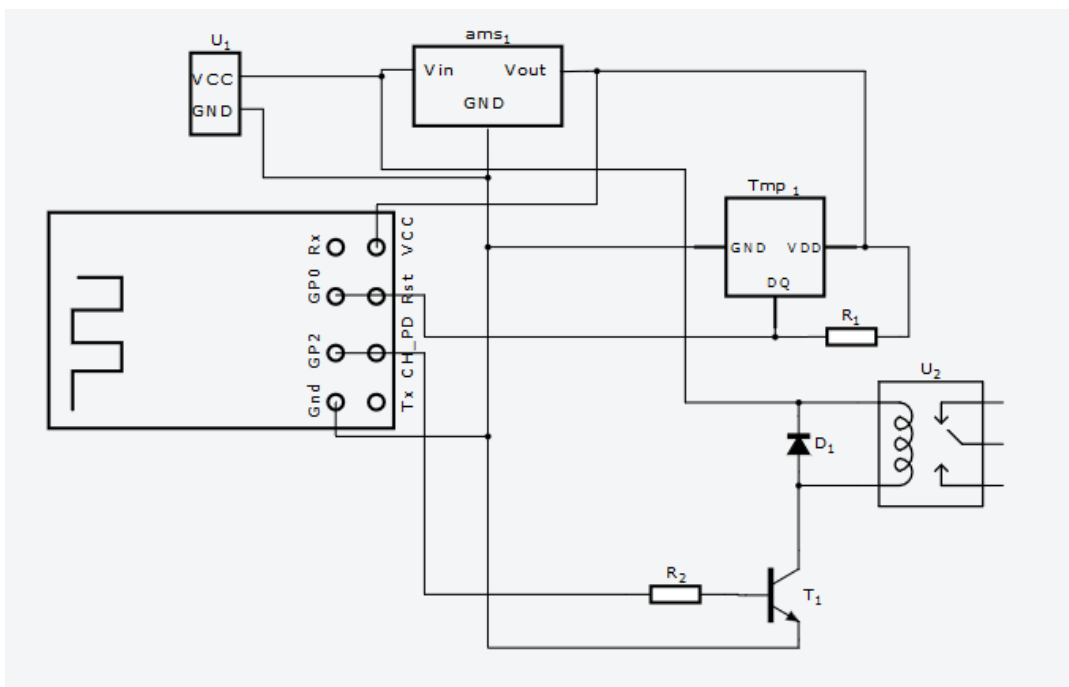 U1
VCC
GND
ams1
Vin
Vout
GND
Tmp 1
GND
VDD
DQ
R1
Rx
VCC
GP0
Rst
GP2
CH_PD
Gnd
Tx
U2
D1
R2
T1